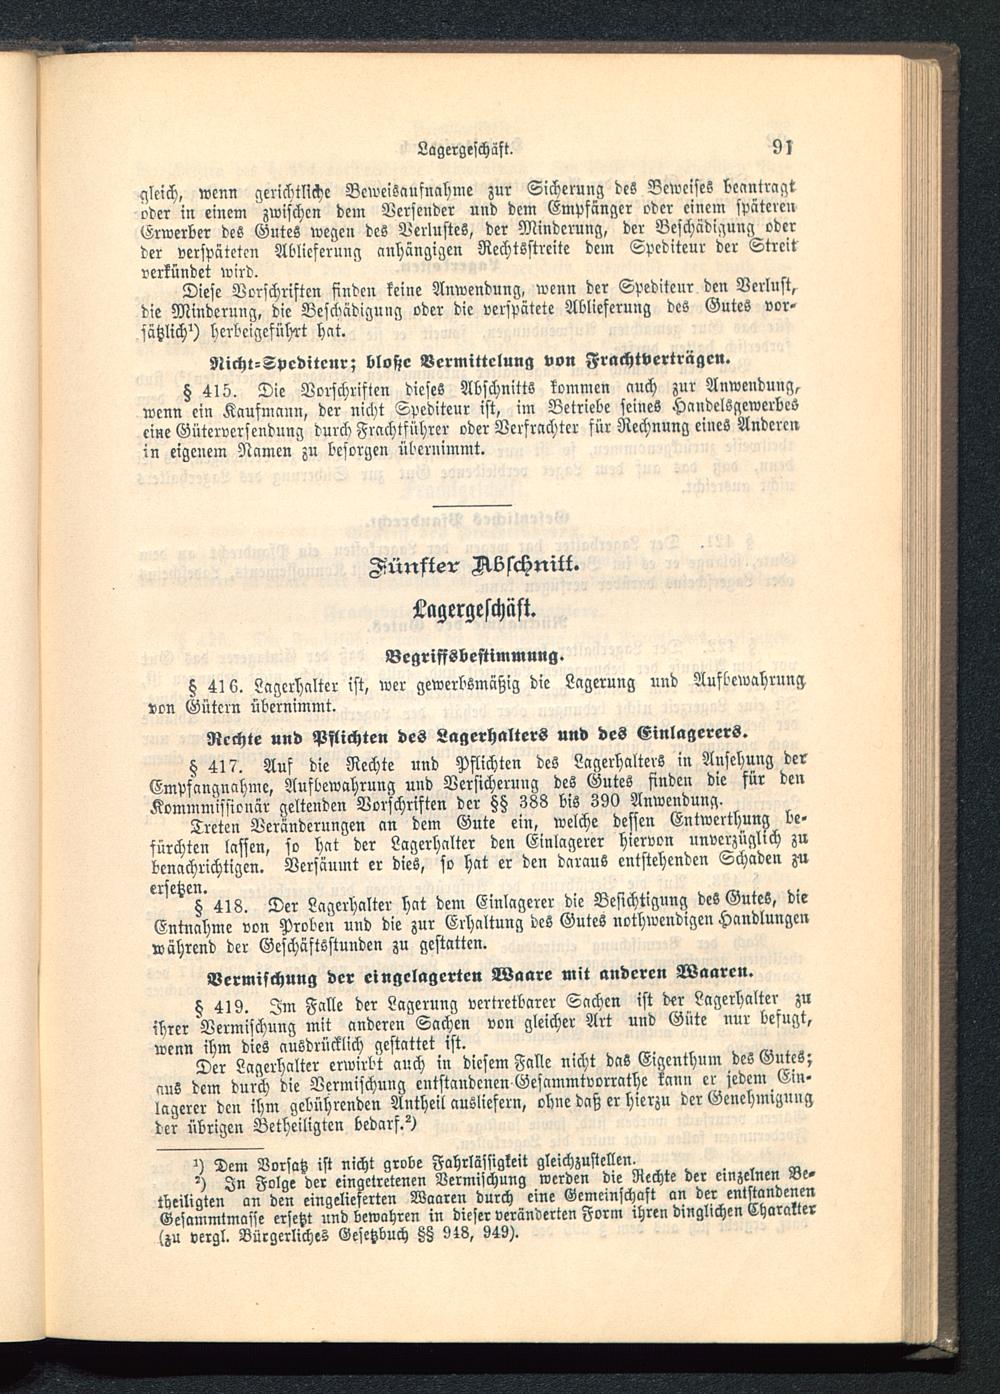 Lagergeschäft. 91
gleich, wenn gerichtliche Beweisaufnahme zur Sicherung des Beweises beantragt
oder in einem zwischen dem Versender und dem Empfänger oder einem späteren
Erwerber des Gutes wegen des Verlustes, der Minderung, der Beschädigung oder
der verspäteten Ablieferung anhängigen Rechtsstreite dem Spediteur der Streit
verkündet wird.
Diese Vorschriften finden keine Anwendung, wenn der Spediteur den Verlust,
die Minderung, die Beschädigung oder die verspätete Ablieferung des Gutes vor-
sätzlich¹) herbeigeführt hat.
Nicht-Spediteur; bloße Vermittelung von Frachtverträgen.
§ 415. Die Vorschriften dieses Abschnitts kommen auch zur Anwendung,
wenn ein Kaufmann, der nicht Spediteur ist, im Betriebe seines Handelsgewerbes
eine Güterversendung durch Frachtführer oder Verfrachter für Rechnung eines Anderen
in eigenem Namen zu besorgen übernimmt.
Fünfter Abschnitt.
Lagergeschäft.
Begriffsbestimmung.
§ 416. Lagerhalter ist, wer gewerbsmäßig die Lagerung und Aufbewahrung
von Gütern übernimmt.
Rechte und Pflichten des Lagerhalters und des Einlagerers.
§ 417. Auf die Rechte und Pflichten des Lagerhalters in Ansehung der
Empfangnahme, Aufbewahrung und Versicherung des Gutes finden die für den
Kommmissionär geltenden Vorschriften der §§ 388 bis 390 Anwendung.
Treten Veränderungen an dem Gute ein, welche dessen Entwerthung be-
fürchten lassen, so hat der Lagerhalter den Einlagerer hiervon unverzüglich zu
benachrichtigen. Versäumt er dies, so hat er den daraus entstehenden Schaden zu
ersetzen.
§ 418. Der Lagerhalter hat dem Einlagerer die Besichtigung des Gutes, die
Entnahme von Proben und die zur Erhaltung des Gutes nothwendigen Handlungen
während der Geschäftsstunden zu gestatten.
Vermischung der eingelagerten Waare mit anderen Waaren.
§ 419. Im Falle der Lagerung vertretbarer Sachen ist der Lagerhalter zu
ihrer Vermischung mit anderen Sachen von gleicher Art und Güte nur befugt,
wenn ihm dies ausdrücklich gestattet ist.
Der Lagerhalter erwirbt auch in diesem Falle nicht das Eigenthum des Gutes;
aus dem durch die Vermischung entstandenen Gesammtvorrathe kann er jedem Ein-
lagerer den ihm gebührenden Antheil ausliefern, ohne daß er hierzu der Genehmigung
der übrigen Betheiligten bedarf.²)
¹) Dem Vorsatz ist nicht grobe Fahrlässigkeit gleichzustellen.
²) In Folge der eingetretenen Vermischung werden die Rechte der einzelnen Be-
theiligten an den eingelieferten Waaren durch eine Gemeinschaft an der entstandenen
Gesammtmasse ersetzt und bewahren in dieser veränderten Form ihren dinglichen Charakter
(zu vergl. Bürgerliches Gesetzbuch §§ 948, 949).